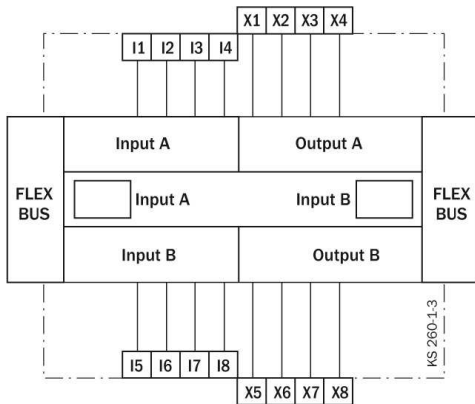 X1 X2 X3 X4
I1 I2 I3 I4
Input A Output A
FLEX BUS
Input A Input B
FLEX BUS
Input B Output B
KS 260-1-3
I5 I6 I7 I8
X5 X6 X7 X8